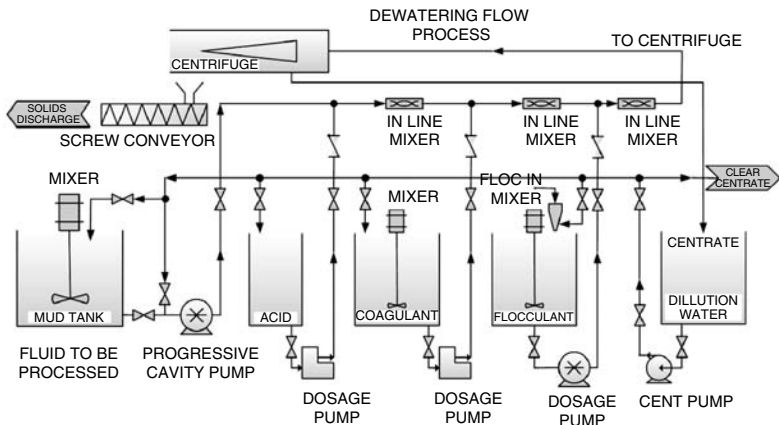 DEWATERING FLOW
PROCESS
TO CENTRIFUGE
CENTRIFUGE
SOLIDS
DISCHARGE
SCREW CONVEYOR
IN LINE
MIXER
IN LINE
MIXER
IN LINE
MIXER
CLEAR
CENTRATE
MIXER
MIXER
FLOC IN
MIXER
CENTRATE
MUD TANK
ACID
COAGULANT
FLOCCULANT
DILLUTION
WATER
FLUID TO BE
PROCESSED
PROGRESSIVE
CAVITY PUMP
DOSAGE
PUMP
DOSAGE
PUMP
DOSAGE
PUMP
CENT PUMP